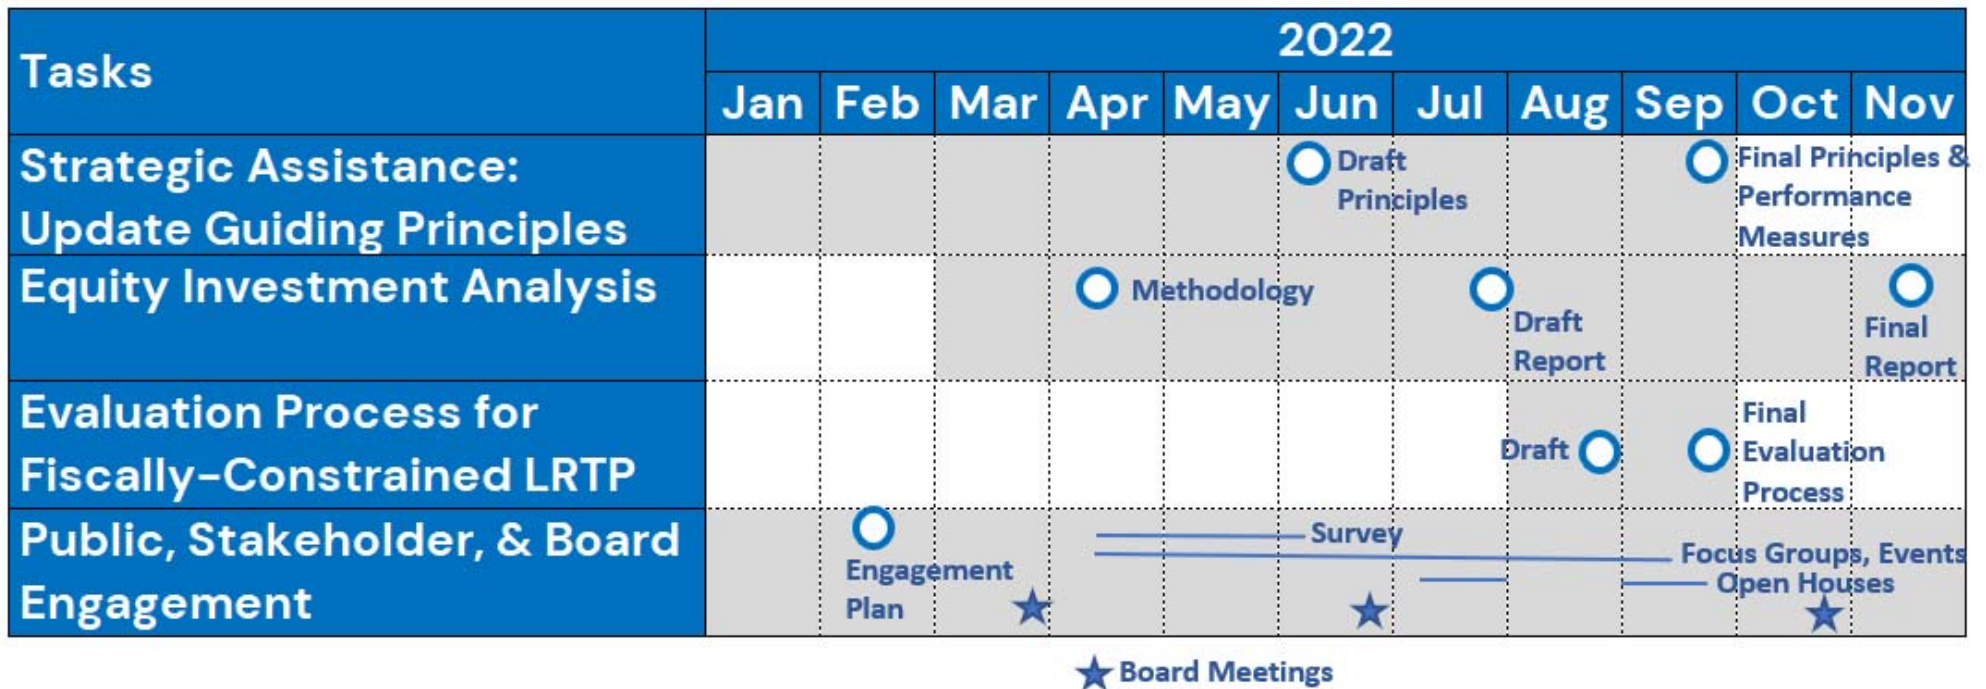 Tasks
2022
Jan Feb Mar Apr May Jun Jul Aug Sep Oct Nov
Strategic Assistance:
Update Guiding Principles
Draft
Principles
Final Principles &
Performance
Measures
Equity Investment Analysis
Methodology
Draft
Report
Final
Report
Evaluation Process for
Fiscally-Constrained LRTP
Draft
Final
Evaluation
Process
Public, Stakeholder, & Board
Engagement
Engagement
Plan
Survey
Focus Groups, Events
Open Houses
Board Meetings